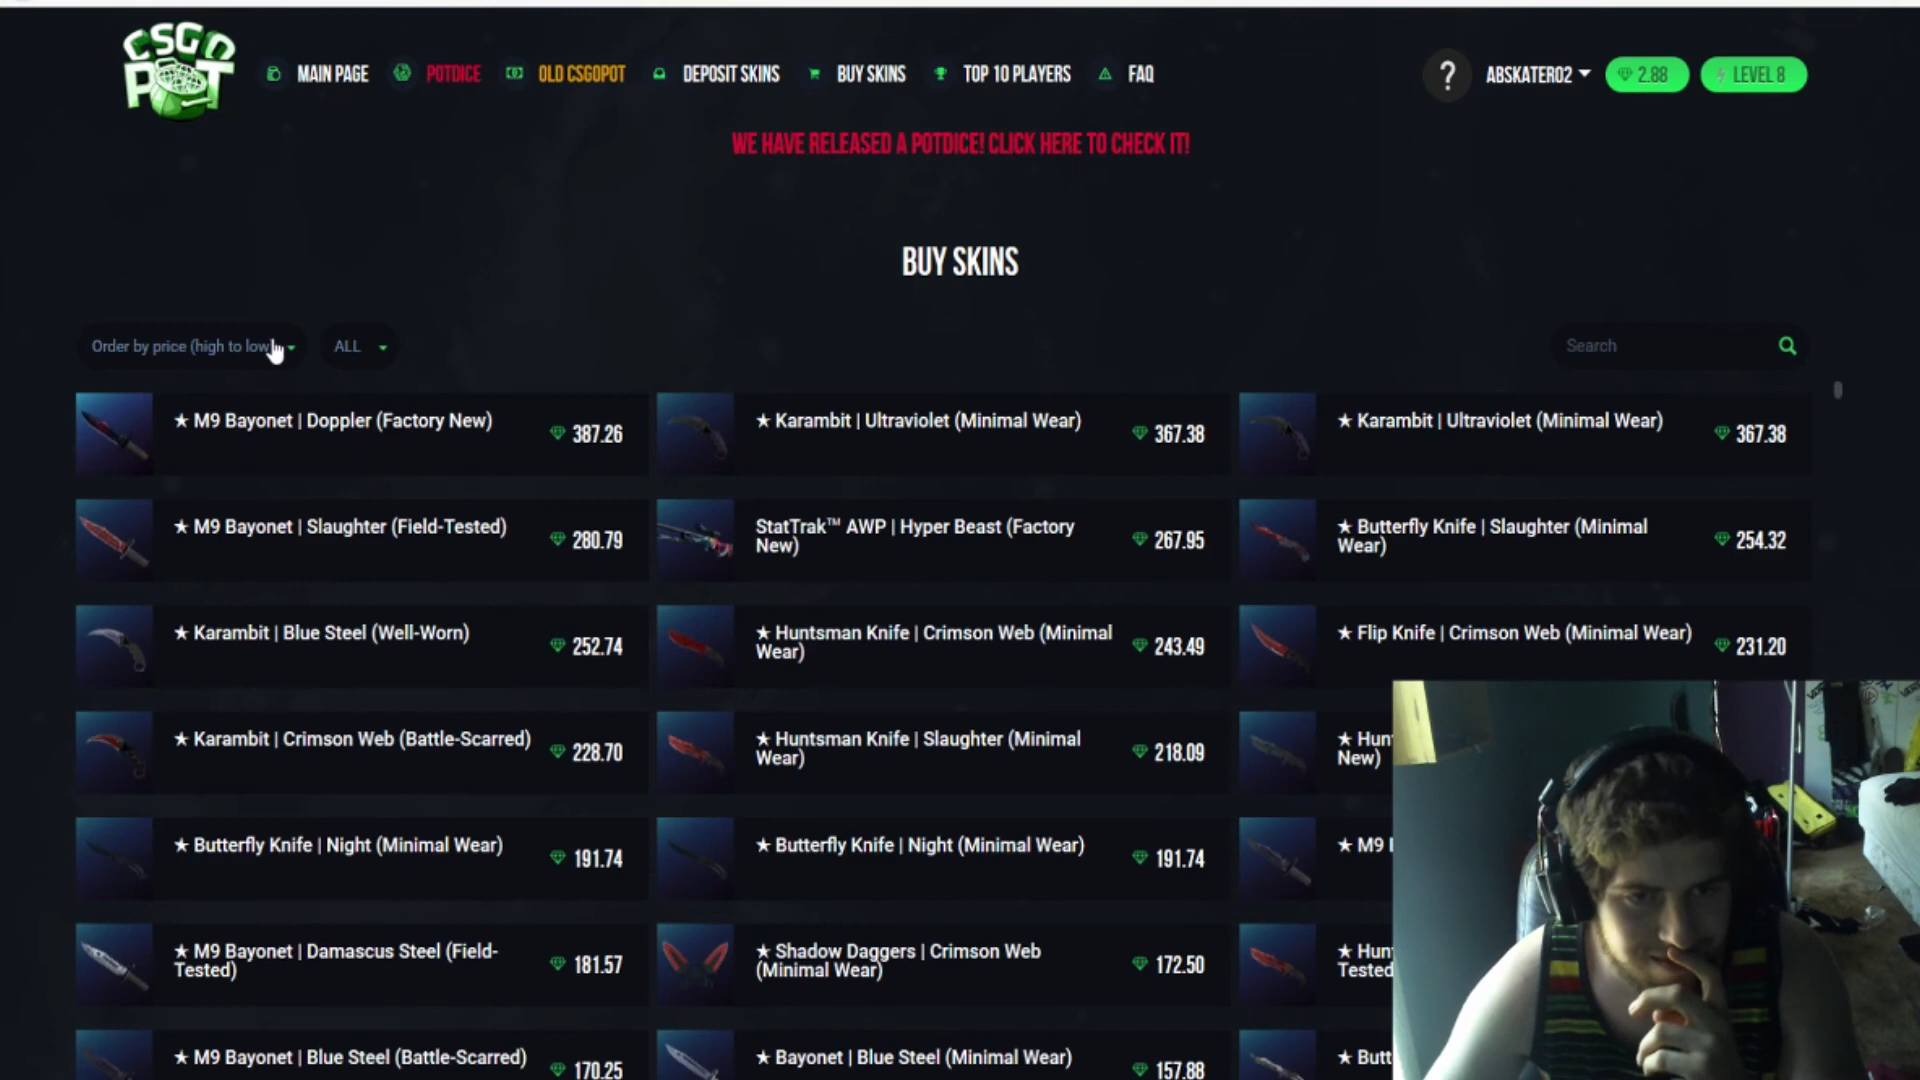 CSGO
POT
MAIN PAGE
POTDICE
OLD CSGOPOT
DEPOSIT SKINS
BUY SKINS
TOP 10 PLAYERS
FAQ
?
ABSKATER02
2.88
LEVEL 8
WE HAVE RELEASED A POTDICE! CLICK HERE TO CHECK IT!
BUY SKINS
Order by price (high to low
ALL
Search
★ M9 Bayonet | Doppler (Factory New)
387.26
★ Karambit | Ultraviolet (Minimal Wear)
367.38
★ Karambit | Ultraviolet (Minimal Wear)
367.38
★ M9 Bayonet | Slaughter (Field-Tested)
280.79
StatTrak™ AWP | Hyper Beast (Factory
New)
267.95
★ Butterfly Knife | Slaughter (Minimal
Wear)
254.32
★ Karambit | Blue Steel (Well-Worn)
252.74
★ Huntsman Knife | Crimson Web (Minimal
Wear)
243.49
★ Flip Knife | Crimson Web (Minimal Wear)
231.20
★ Karambit | Crimson Web (Battle-Scarred)
228.70
★ Huntsman Knife | Slaughter (Minimal
Wear)
218.09
★ Hun
New)
★ Butterfly Knife | Night (Minimal Wear)
191.74
★ Butterfly Knife | Night (Minimal Wear)
191.74
★ M9
★ M9 Bayonet | Damascus Steel (Field-
Tested)
181.57
★ Shadow Daggers | Crimson Web
(Minimal Wear)
172.50
★ Hun
Tested
★ M9 Bayonet | Blue Steel (Battle-Scarred)
170.25
★ Bayonet | Blue Steel (Minimal Wear)
157.88
★ Butt